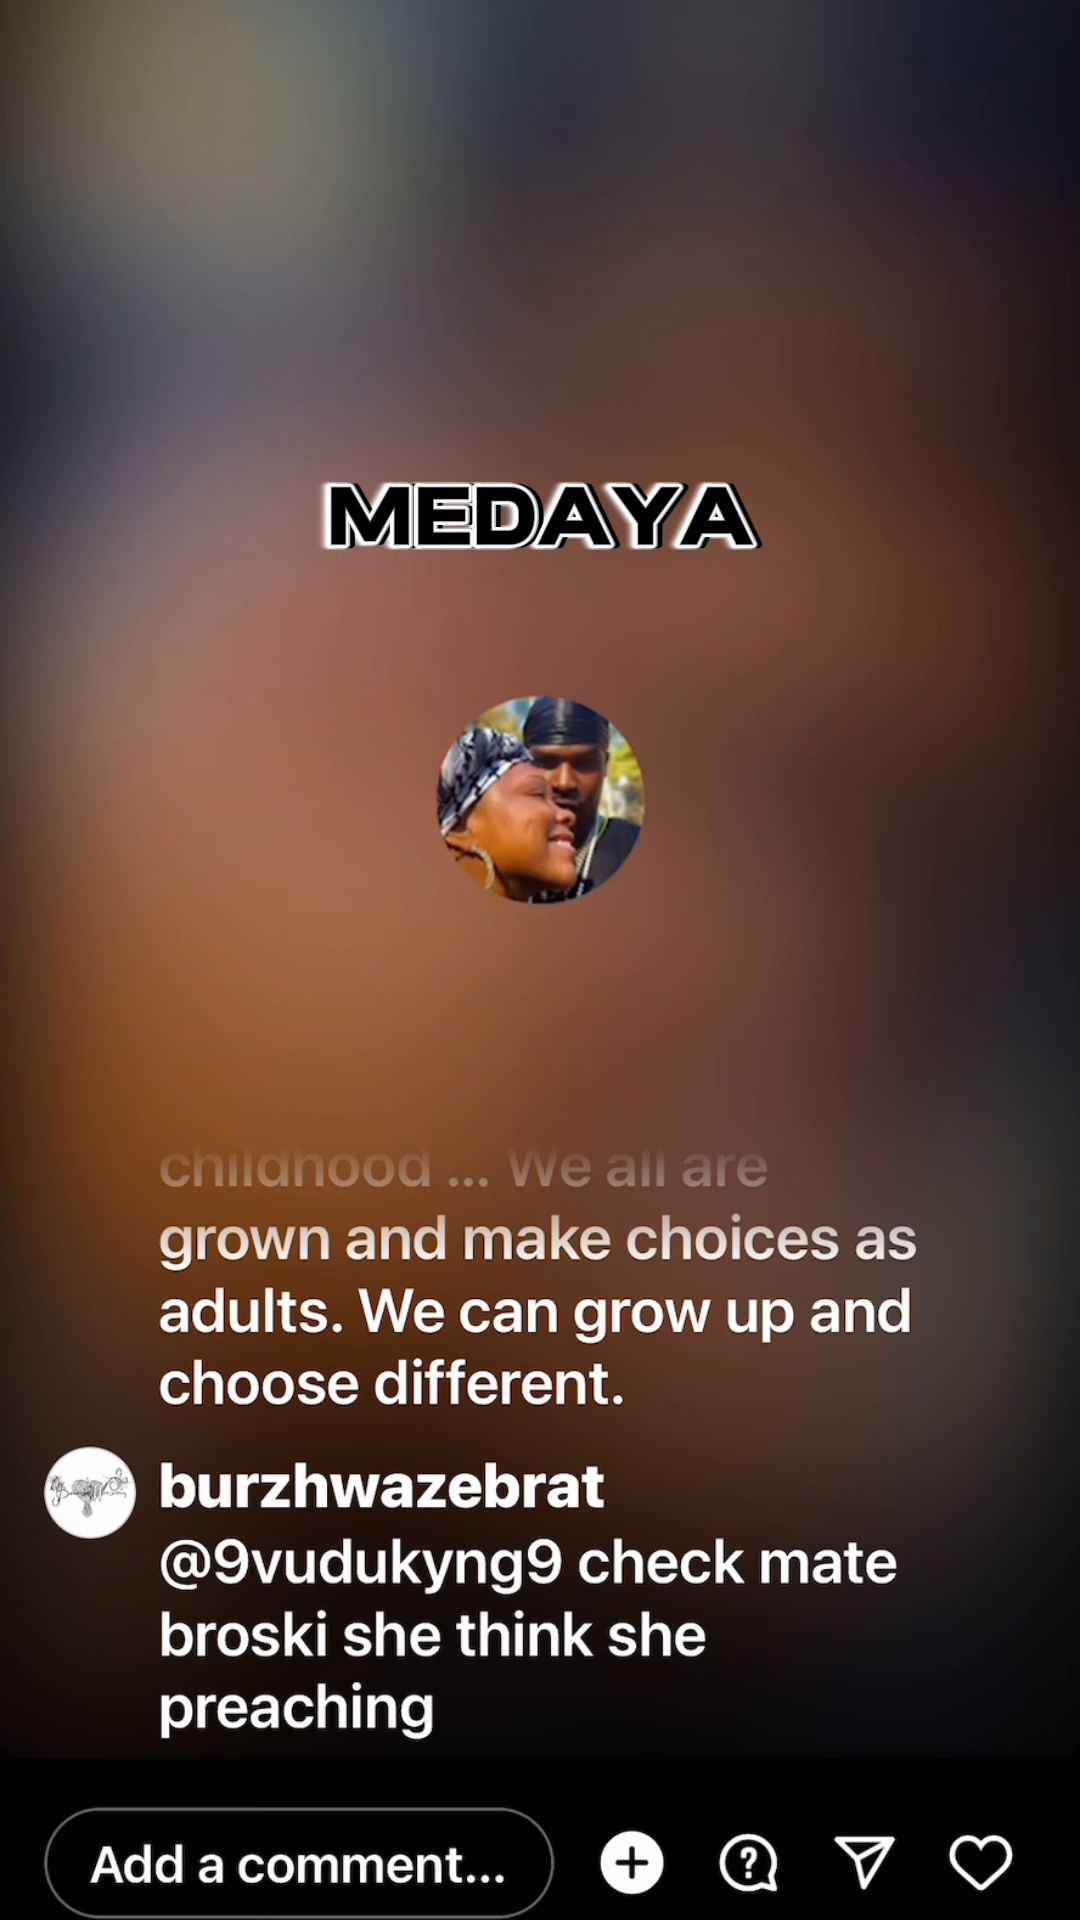 MEDAYA
childhood ... We all are
grown and make choices as
adults. We can grow up and
choose different.
burzhwazebrat
@9vudukyng9 check mate
broski she think she
preaching
Add a comment...